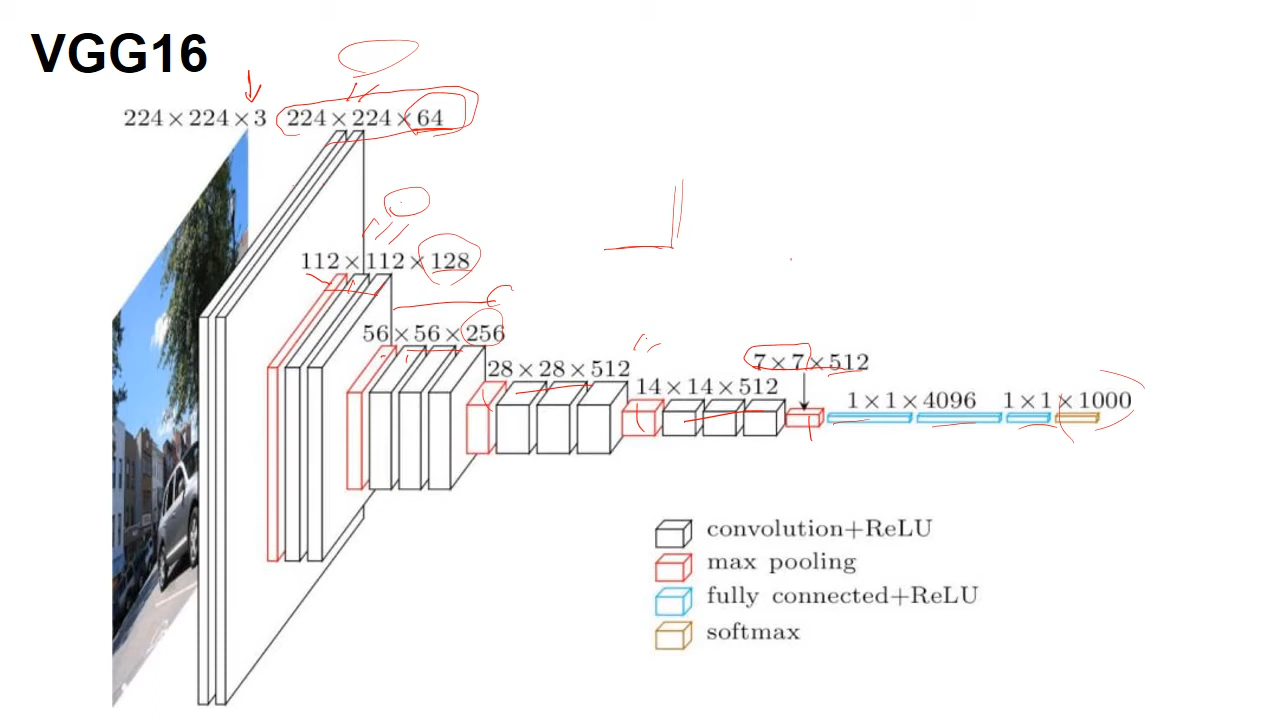 VGG16
224×224×3 224×224×64
112×112×128
56×56×256
28×28×512
14×14×512
7×7×512
1×1×4096 1×1×1000
convolution+ReLU
max pooling
fully connected+ReLU
softmax